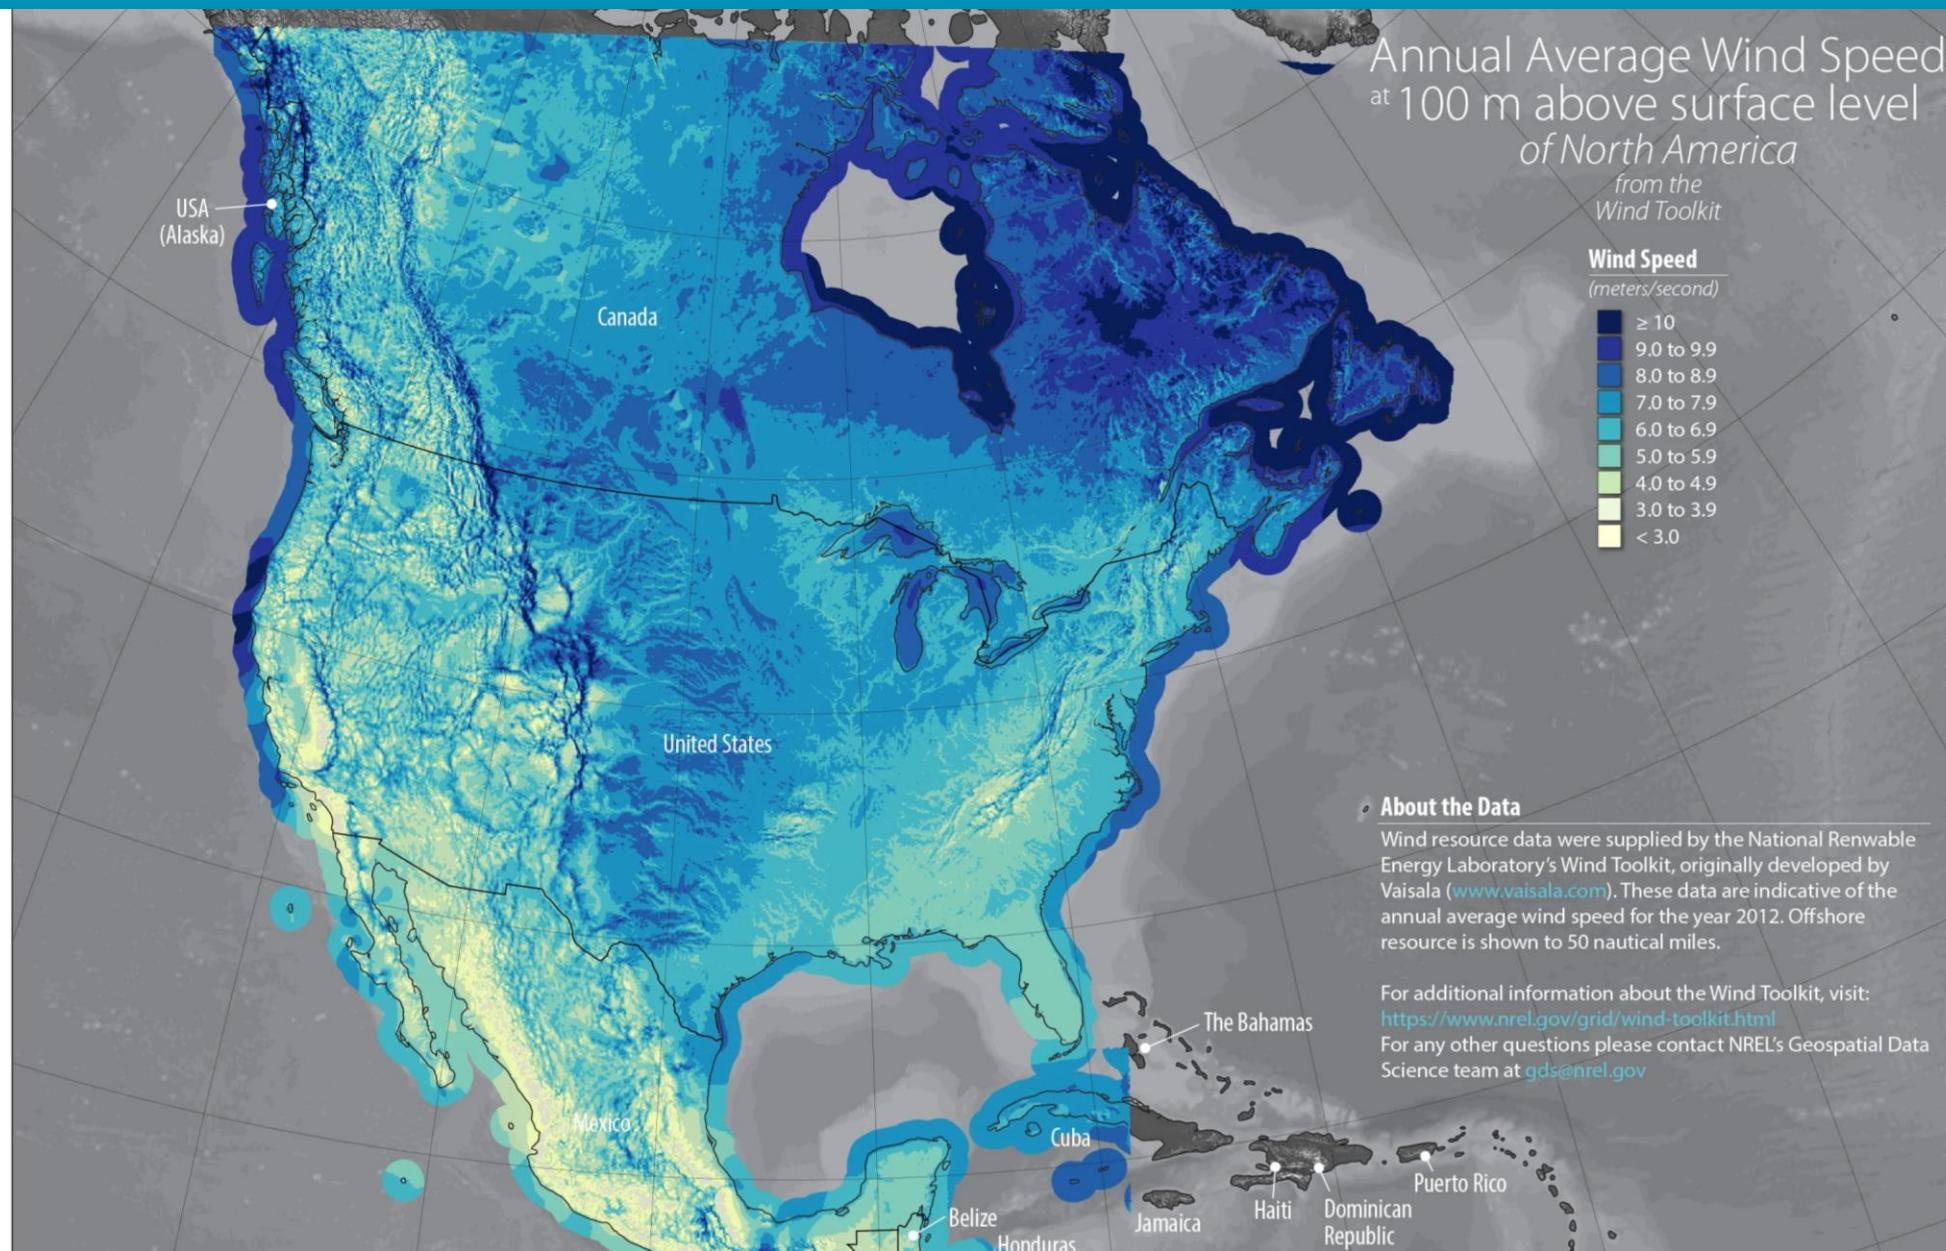 Annual Average Wind Speed
at 100 m above surface level
of North America
from the
Wind Toolkit
Wind Speed
(meters/second)
≥ 10
9.0 to 9.9
8.0 to 8.9
7.0 to 7.9
6.0 to 6.9
5.0 to 5.9
4.0 to 4.9
3.0 to 3.9
< 3.0
USA
(Alaska)
Canada
United States
Mexico
About the Data
Wind resource data were supplied by the National Renwable
Energy Laboratory's Wind Toolkit, originally developed by
Vaisala (www.vaisala.com). These data are indicative of the
annual average wind speed for the year 2012. Offshore
resource is shown to 50 nautical miles.
For additional information about the Wind Toolkit, visit:
https://www.nrel.gov/grid/wind-toolkit.html
For any other questions please contact NREL's Geospatial Data
Science team at gds@nrel.gov
The Bahamas
Cuba
Jamaica
Haiti
Dominican
Republic
Puerto Rico
Belize
Honduras